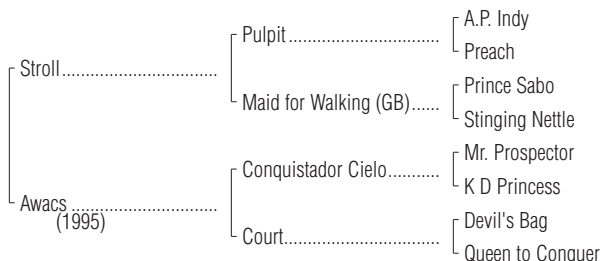 A.P. Indy
Pulpit................................
Preach
Stroll.................................
Prince Sabo
Maid for Walking (GB)......
Stinging Nettle
Mr. Prospector
Conquistador Cielo...........
K D Princess
Awacs ...............................
(1995)
Devil's Bag
Court.................................
Queen to Conquer